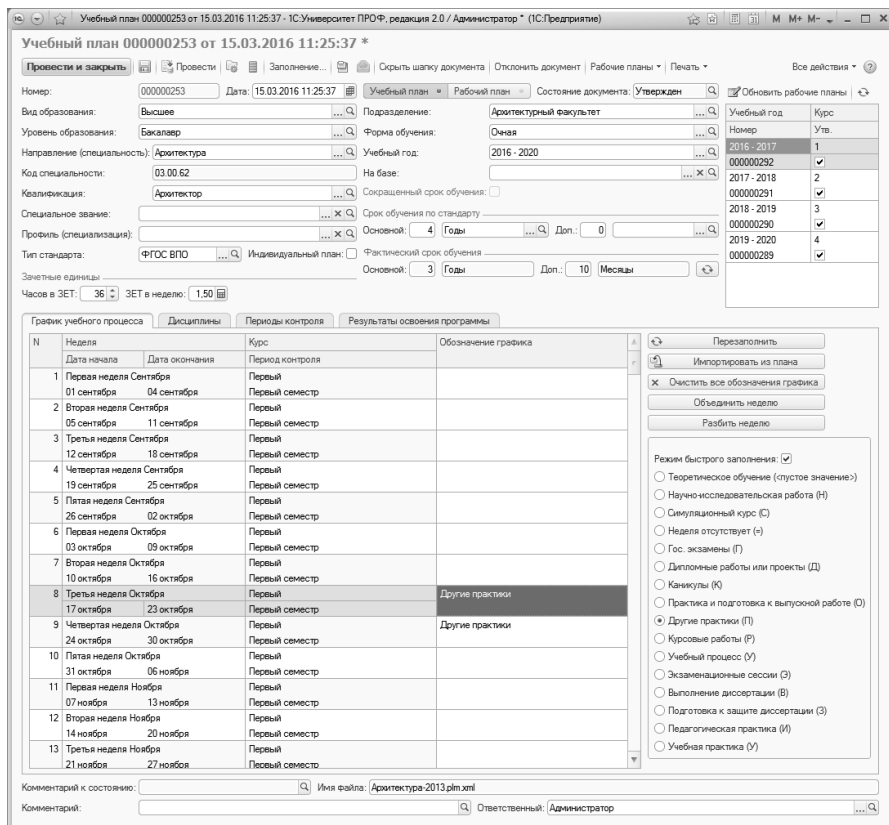 Учебный план 000000253 от 15.03.2016 11:25:37 - 1С:Университет ПРОФ, редакция 2.0 / Администратор * (1С:Предприятие) M M+ M-
Учебный план 000000253 от 15.03.2016 11:25:37 *
Провести и закрыть Провести Заполнение... Скрыть шапку документа Отклонить документ Рабочие планы Печать Все действия
Номер: 000000253 Дата: 15.03.2016 11:25:37 Учебный план Рабочий план Состояние документа: Утвержден Обновить рабочие планы
Вид образования: Высшее Подразделение: Архитектурный факультет Учебный год Курс
Уровень образования: Бакалавр Форма обучения: Очная Номер Утв.
Направление (специальность): Архитектура Учебный год: 2016 - 2020 2016 - 2017 1
Код специальности: 03.00.62 На базе: 000000292
Квалификация: Архитектор Сокращенный срок обучения: 2017 - 2018 2
000000291
Специальное звание: Срок обучения по стандарту 2018 - 2019 3
Профиль (специализация): Основной: 4 Годы Доп.: 0 000000290
Тип стандарта: ФГОС ВПО Индивидуальный план: Фактический срок обучения 2019 - 2020 4
Зачетные единицы Основной: 3 Годы Доп.: 10 Месяцы 000000289
Часов в ЗЕТ: 36 ЗЕТ в неделю: 1,50
График учебного процесса Дисциплины Периоды контроля Результаты освоения программы
N Неделя Курс Обозначение графика
Дата начала Дата окончания Период контроля
1 Первая неделя Сентября Первый
01 сентября 04 сентября Первый семестр
2 Вторая неделя Сентября Первый
05 сентября 11 сентября Первый семестр
3 Третья неделя Сентября Первый
12 сентября 18 сентября Первый семестр
4 Четвертая неделя Сентября Первый
19 сентября 25 сентября Первый семестр
5 Пятая неделя Сентября Первый
26 сентября 02 октября Первый семестр
6 Первая неделя Октября Первый
03 октября 09 октября Первый семестр
7 Вторая неделя Октября Первый
10 октября 16 октября Первый семестр
8 Третья неделя Октября Первый Другие практики
17 октября 23 октября Первый семестр
9 Четвертая неделя Октября Первый Другие практики
24 октября 30 октября Первый семестр
10 Пятая неделя Октября Первый
31 октября 06 ноября Первый семестр
11 Первая неделя Ноября Первый
07 ноября 13 ноября Первый семестр
12 Вторая неделя Ноября Первый
14 ноября 20 ноября Первый семестр
13 Третья неделя Ноября Первый
21 ноября 27 ноября Первый семестр
Перезаполнить
Импортировать из плана
Очистить все обозначения графика
Объединить неделю
Разбить неделю
Режим быстрого заполнения:
Теоретическое обучение (<пустое значение>)
Научно-исследовательская работа (Н)
Симуляционный курс (С)
Неделя отсутствует (=)
Гос. экзамены (Г)
Дипломные работы или проекты (Д)
Каникулы (К)
Практика и подготовка к выпускной работе (О)
Другие практики (П)
Курсовые работы (Р)
Учебный процесс (У)
Экзаменационные сессии (Э)
Выполнение диссертации (В)
Подготовка к защите диссертации (З)
Педагогическая практика (И)
Учебная практика (У)
Комментарий к состоянию: Имя файла: Архитектура-2013.plm.xml
Комментарий: Ответственный: Администратор